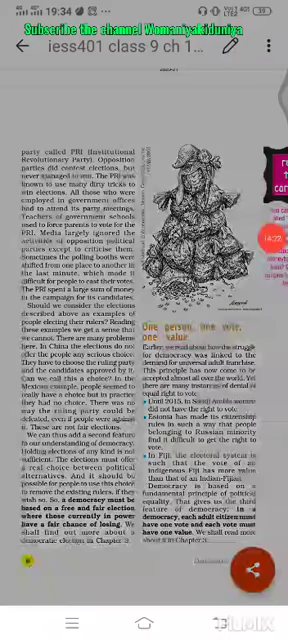 19:34
VoLTE2
4G
39
Subscribe the channel Womaniyakiduniya
iess401 class 9 ch 1...
party called PRI (Institutional
Revolutionary Party). Opposition
parties did contest elections, but
never managed to win. The PRI was
known to use many dirty tricks to
win elections. All those who were
employed in government offices
had to attend its party meetings.
Teachers of government schools
used to force parents to vote for the
PRI. Media largely ignored the
activities of opposition political
parties except to criticise them.
Sometimes the polling booths were
shifted from one place to another in
the last minute, which made it
difficult for people to cast their votes.
The PRI spent a large sum of money
in the campaign for its candidates.
Should we consider the elections
described above as examples of
people electing their rulers? Reading
these examples we get a sense that
we cannot. There are many problems
here. In China the elections do not
offer the people any serious choice.
They have to choose the ruling party
and the candidates approved by it.
Can we call this a choice? In the
Mexican example, people seemed to
really have a choice but in practice
they had no choice. There was no
way the ruling party could be
defeated, even if people were against
it. These are not fair elections.
We can thus add a second feature
to our understanding of democracy.
Holding elections of any kind is not
sufficient. The elections must offer
a real choice between political
alternatives. And it should be
possible for people to use this choice
to remove the existing rulers, if they
wish so. So, a democracy must be
based on a free and fair election
where those currently in power
have a fair chance of losing. We
shall find out more about a
democratic election in Chapter 3.
One person, one vote,
one value
Earlier, we read about how the struggle
for democracy was linked to the
demand for universal adult franchise.
This principle has now come to be
accepted almost all over the world. Yet
there are many instances of denial of
equal right to vote.
Until 2015, in Saudi Arabia women
did not have the right to vote.
Estonia has made its citizenship
rules in such a way that people
belonging to Russian minority
find it difficult to get the right to
vote.
In Fiji, the electoral system is
such that the vote of an
indigenous Fiji has more value
than that of an Indian-Fijian.
Democracy is based on a
fundamental principle of political
equality. That gives us the third
feature of democracy: in a
democracy, each adult citizen must
have one vote and each vote must
have one value. We shall read more
about it in Chapter 3.
14:22
VIVAVIDEO